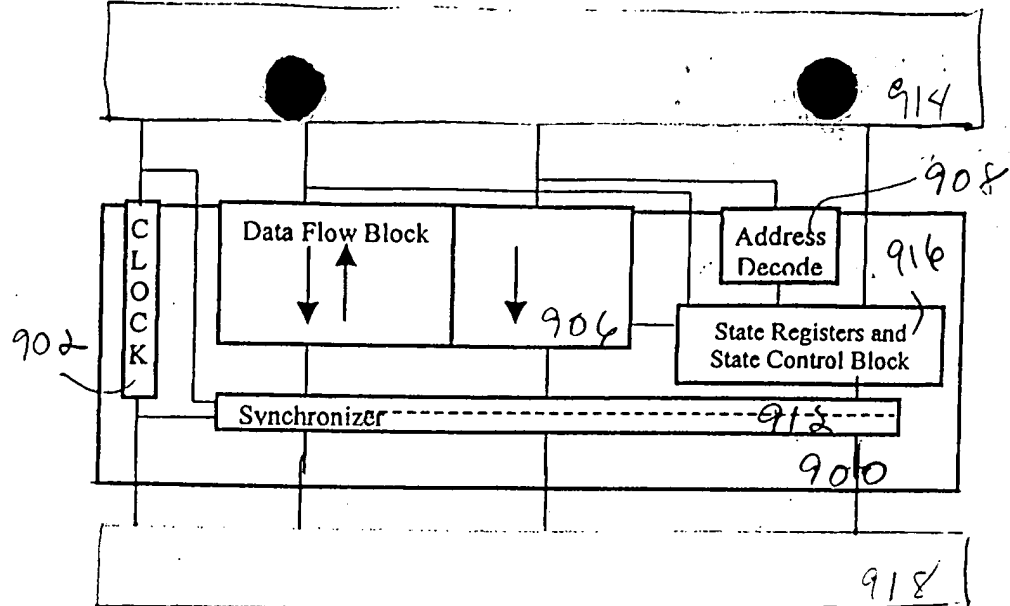 914
908
CLOCK
Data Flow Block
Address
Decode
916
906
State Registers and
State Control Block
902
Synchronizer
912
900
918